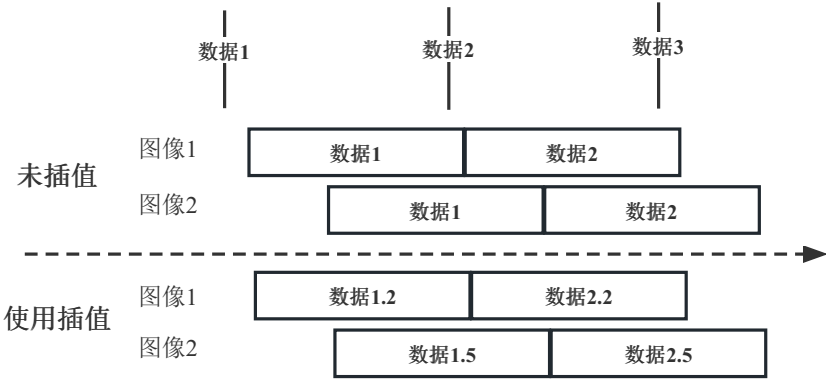 数据1 数据2 数据3
图像1 数据1 数据2
未插值
图像2 数据1 数据2
图像1 数据1.2 数据2.2
使用插值
图像2 数据1.5 数据2.5